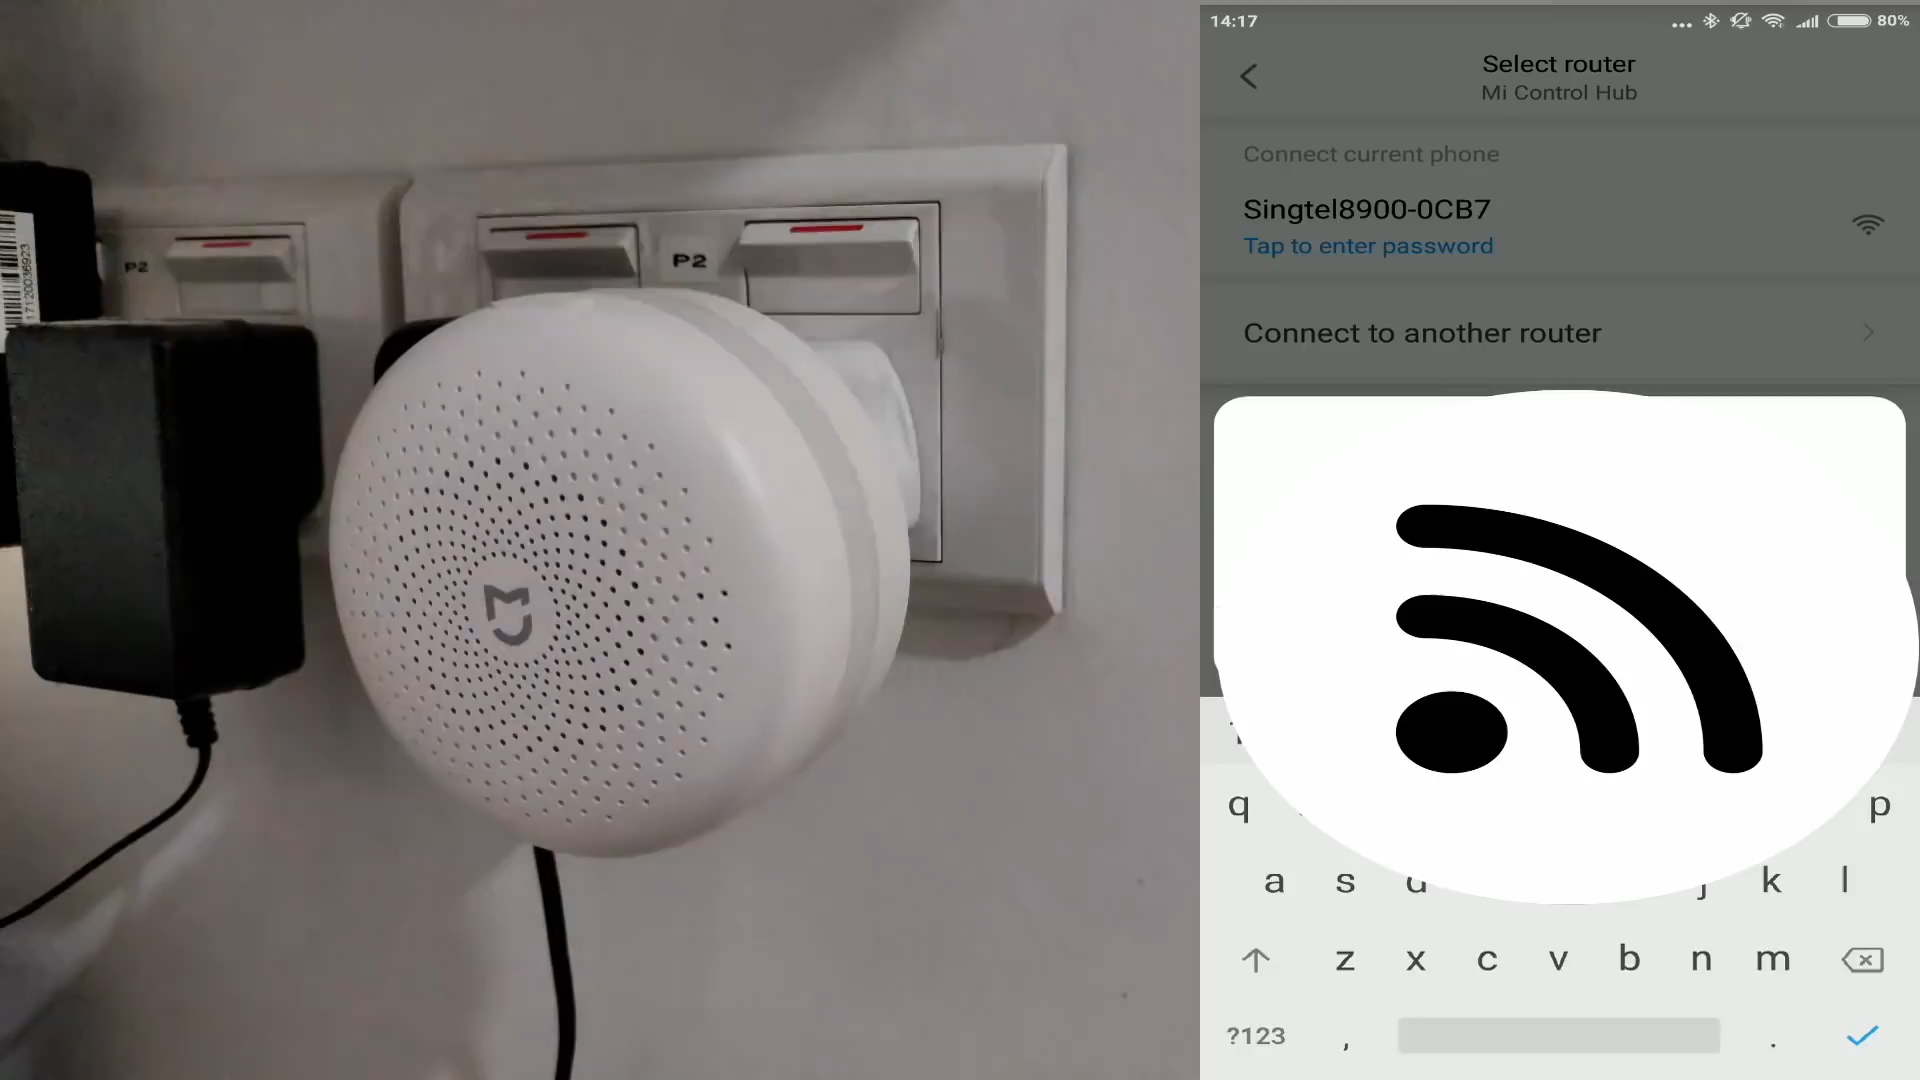 P2
P2
17120036923
14:17
80%
Select router
Mi Control Hub
Connect current phone
Singtel8900-0CB7
Tap to enter password
Connect to another router
q p
a s d j k l
z x c v b n m
?123 , .